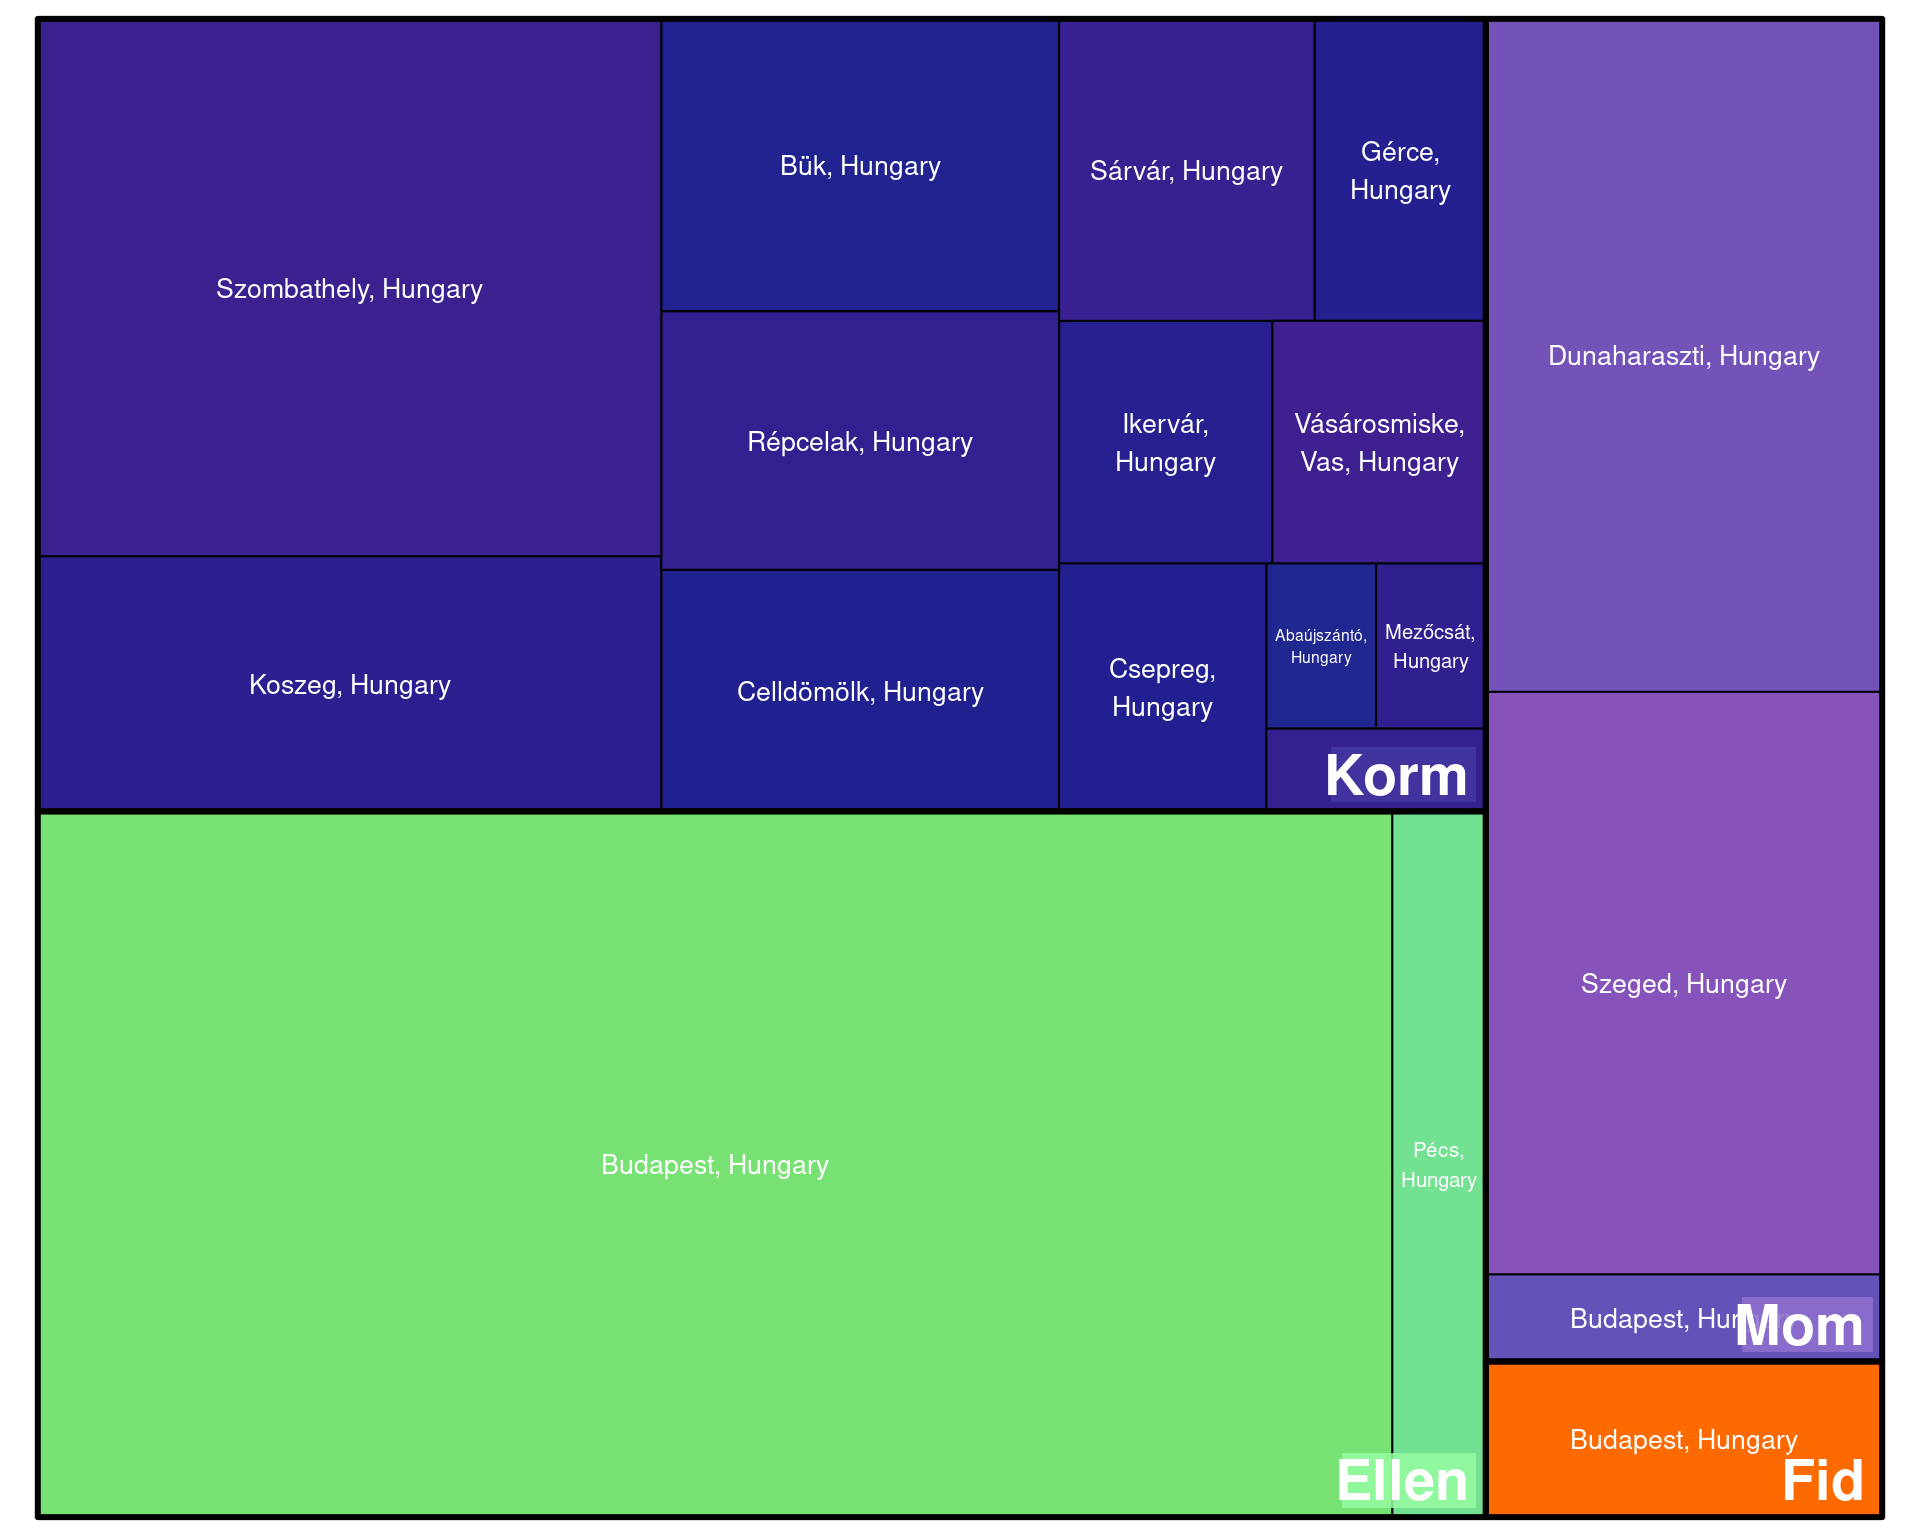 Szombathely, Hungary
Koszeg, Hungary
Bük, Hungary
Répcelak, Hungary
Celldömölk, Hungary
Sárvár, Hungary
Gérce,
Hungary
Ikervár,
Hungary
Vásárosmiske,
Vas, Hungary
Csepreg,
Hungary
Abaújszántó,
Hungary
Mezőcsát,
Hungary
Korm
Budapest, Hungary
Pécs,
Hungary
Ellen
Dunaharaszti, Hungary
Szeged, Hungary
Budapest,
Mom
Budapest, Hungary
Fid